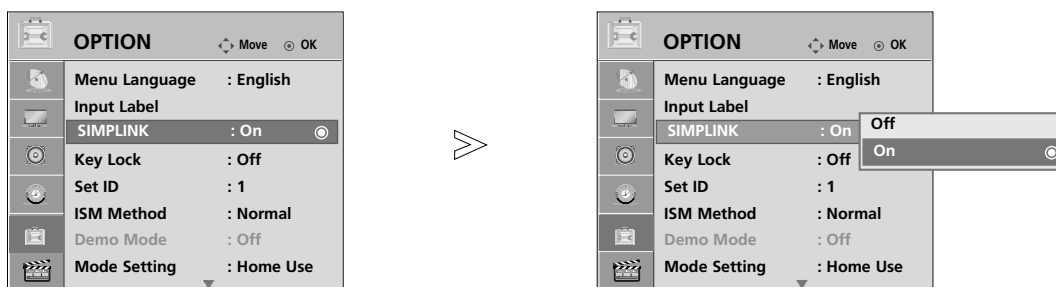 OPTION Move OK
Menu Language : English
Input Label
SIMPLINK : On
Key Lock : Off
Set ID : 1
ISM Method : Normal
Demo Mode : Off
Mode Setting : Home Use
OPTION Move OK
Menu Language : English
Input Label
SIMPLINK : On
Off
On
Key Lock : Off
Set ID : 1
ISM Method : Normal
Demo Mode : Off
Mode Setting : Home Use